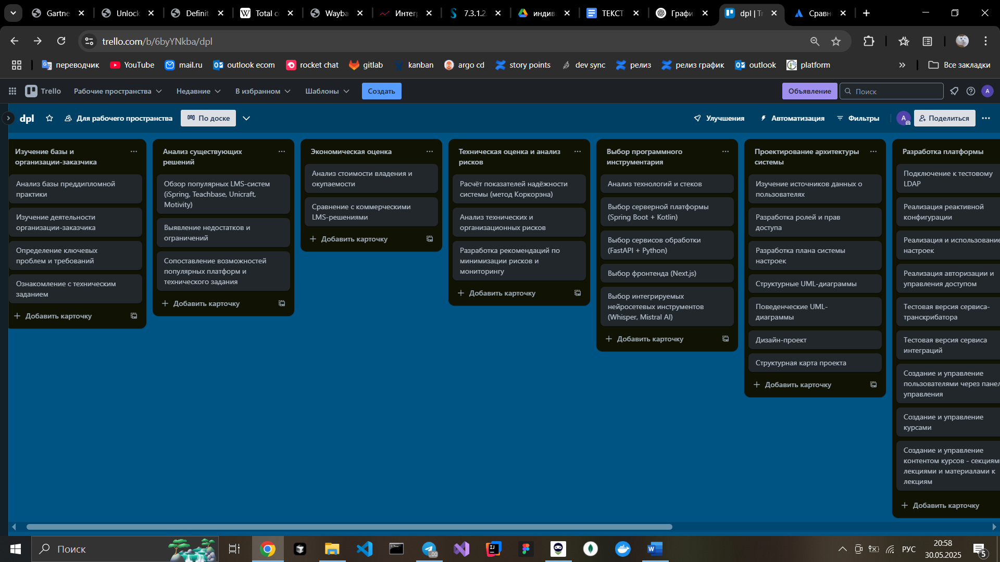 Gartne
Unlock
Definit
Total c
Wayba
Интег
7.3.1.2
индив
ТЕКСТ
Графи
dpl | Tr
Сравн
trello.com/b/6byYNkba/dpl
переводчик
YouTube
mail.ru
outlook ecom
rocket chat
gitlab
kanban
argo cd
story points
dev sync
релиз
релиз график
outlook
platform
Все закладки
Trello
Рабочие пространства
Недавние
В избранном
Шаблоны
Создать
Объявление
Поиск
A
dpl
Для рабочего пространства
По доске
Улучшения
Автоматизация
Фильтры
A
Поделиться
Изучение базы и
организации-заказчика
Анализ базы преддипломной
практики
Изучение деятельности
организации-заказчика
Определение ключевых
проблем и требований
Ознакомление с техническим
заданием
Добавить карточку
Анализ существующих
решений
Обзор популярных LMS-систем
(iSpring, Teachbase, Unicraft,
Motivity)
Выявление недостатков и
ограничений
Сопоставление возможностей
популярных платформ и
технического задания
Добавить карточку
Экономическая оценка
Анализ стоимости владения и
окупаемости
Сравнение с коммерческими
LMS-решениями
Добавить карточку
Техническая оценка и анализ
рисков
Расчёт показателей надёжности
системы (метод Коркорэна)
Анализ технических и
организационных рисков
Разработка рекомендаций по
минимизации рисков и
мониторингу
Добавить карточку
Выбор программного
инструментария
Анализ технологий и стеков
Выбор серверной платформы
(Spring Boot + Kotlin)
Выбор сервисов обработки
(FastAPI + Python)
Выбор фронтенда (Next.js)
Выбор интегрируемых
нейросетевых инструментов
(Whisper, Mistral AI)
Добавить карточку
Проектирование архитектуры
системы
Изучение источников данных о
пользователях
Разработка ролей и прав
доступа
Разработка плана системы
настроек
Структурные UML-диаграммы
Поведенческие UML-
диаграммы
Дизайн-проект
Структурная карта проекта
Добавить карточку
Разработка платформы
Подключение к тестовому
LDAP
Реализация реактивной
конфигурации
Реализация и использование
настроек
Реализация авторизации и
управления доступом
Тестовая версия сервиса-
транскрибатора
Тестовая версия сервиса
интеграций
Создание и управление
пользователями через панел
управления
Создание и управление
курсами
Создание и управление
контентом курсов - секциям
лекциями и материалами к
лекциям
Добавить карточку
Поиск
.00
РУС
20:58
30.05.2025
5